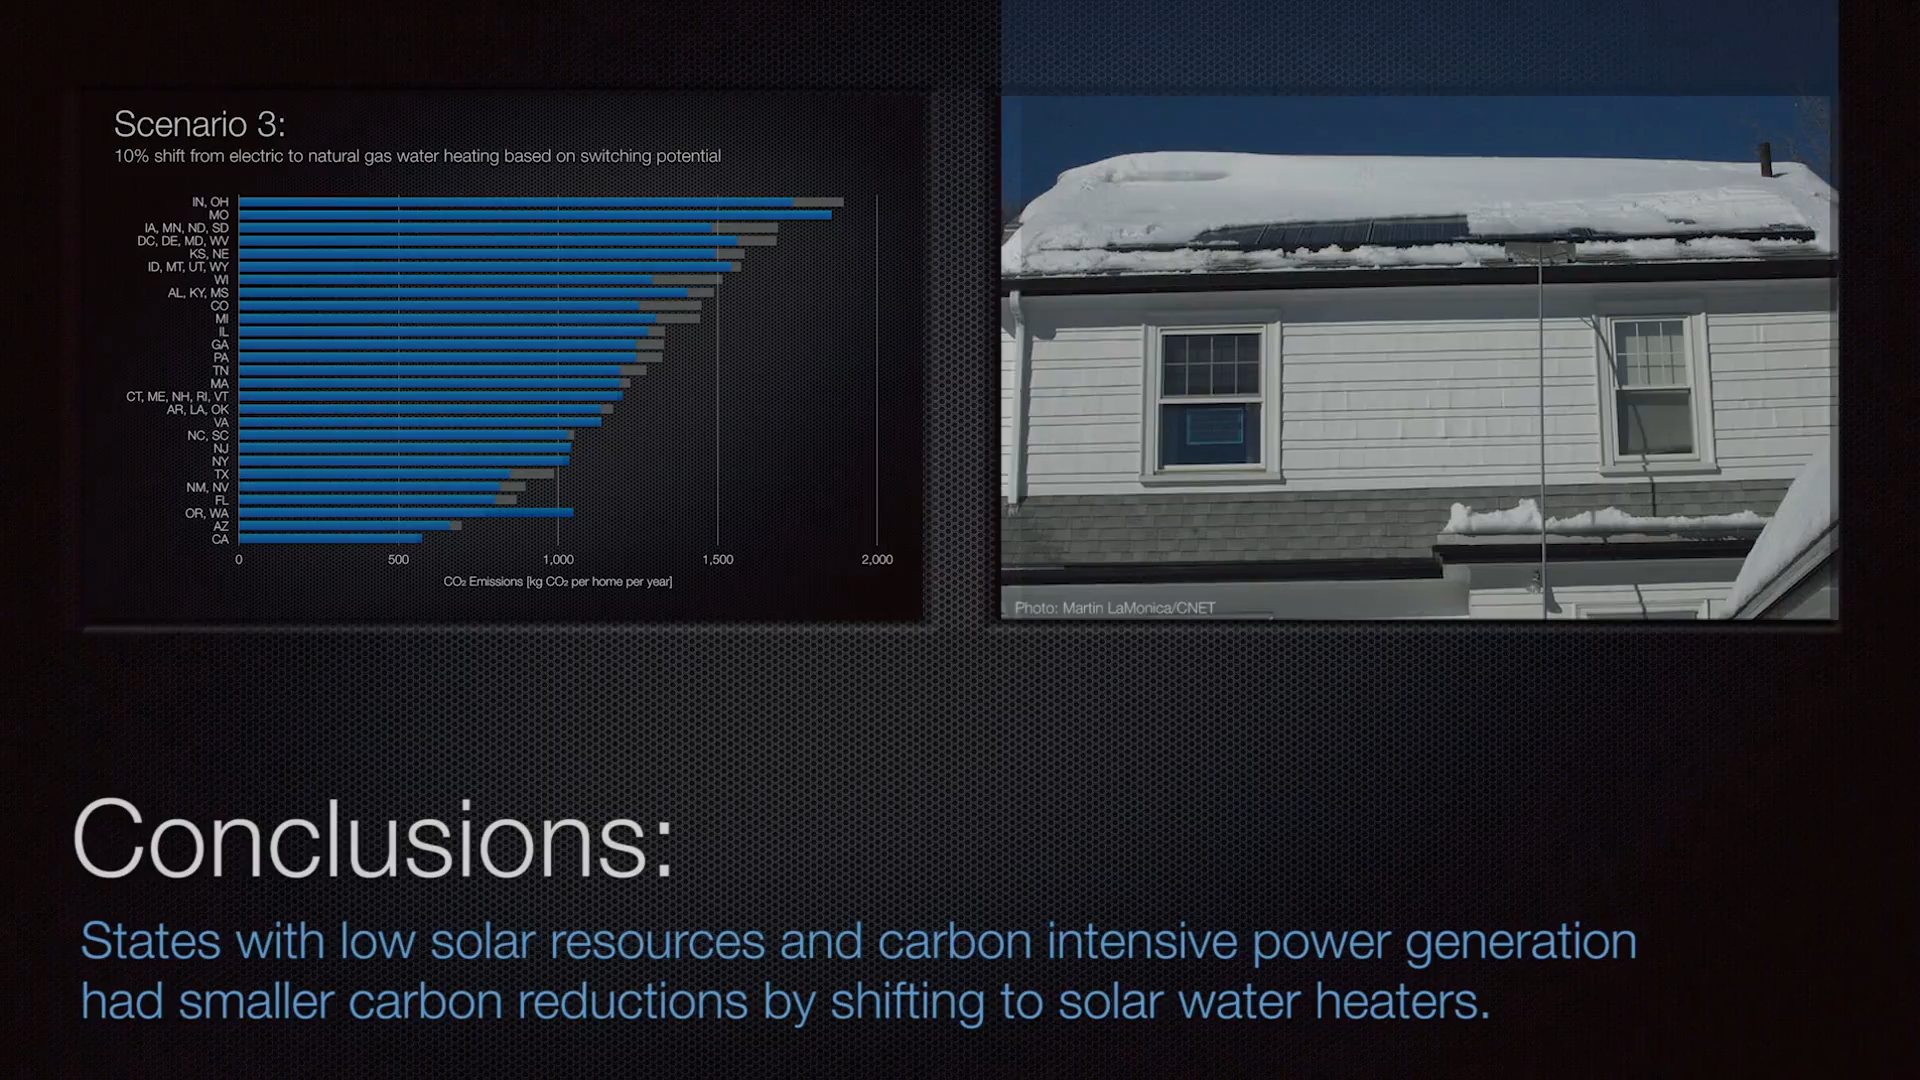 Scenario 3:
10% shift from electric to natural gas water heating based on switching potential
IN, OH
MO
IA, MN, ND, SD
DC, DE, MD, WV
KS, NE
ID, MT, UT, WY
WI
AL, KY, MS
CO
MI
IL
GA
PA
TN
MA
CT, ME, NH, RI, VT
AR, LA, OK
VA
NC, SC
NJ
NY
TX
NM, NV
FL
OR, WA
AZ
CA
0 500 1,000 1,500 2,000
CO₂ Emissions [kg CO₂ per home per year]
Photo: Martin LaMonica/CNET
Conclusions:
States with low solar resources and carbon intensive power generation
had smaller carbon reductions by shifting to solar water heaters.